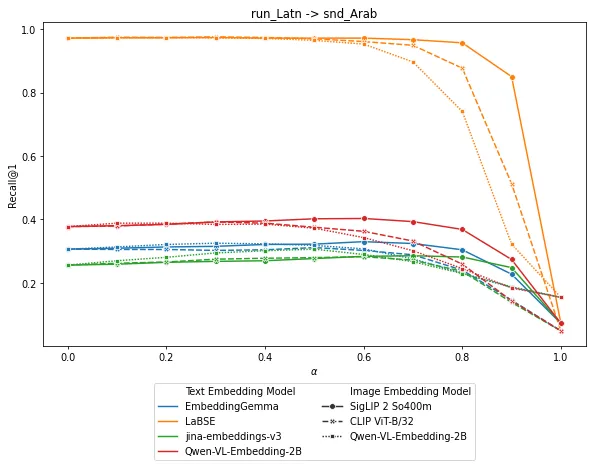 run_Latn -> snd_Arab
Recall@1
1.0
0.8
0.6
0.4
0.2
0.0 0.2 0.4 0.6 0.8 1.0
α
Text Embedding Model Image Embedding Model
EmbeddingGemma SigLIP 2 So400m
LaBSE CLIP ViT-B/32
jina-embeddings-v3 Qwen-VL-Embedding-2B
Qwen-VL-Embedding-2B